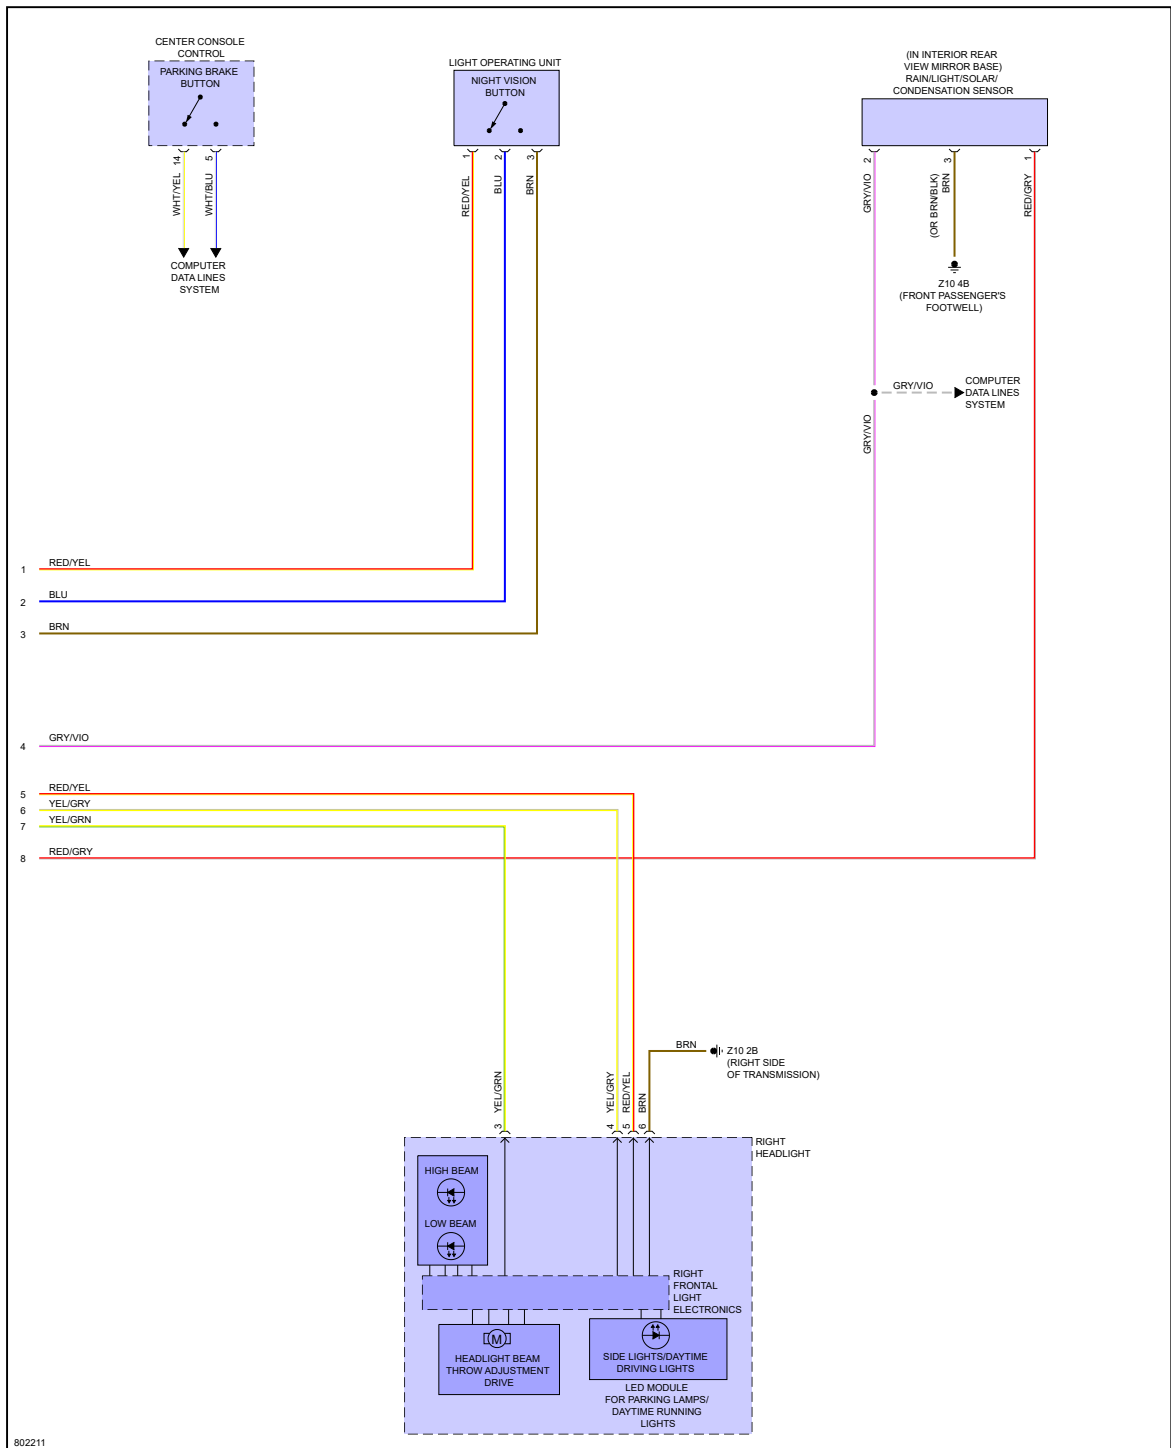 CENTER CONSOLE
CONTROL
PARKING BRAKE
BUTTON
14
5
WHT/YEL
WHT/BLU
COMPUTER
DATA LINES
SYSTEM
LIGHT OPERATING UNIT
NIGHT VISION
BUTTON
1
2
3
RED/YEL
BLU
BRN
(IN INTERIOR REAR
VIEW MIRROR BASE)
RAIN/LIGHT/SOLAR/
CONDENSATION SENSOR
2
3
1
GRY/VIO
(OR BRN/BLK)
BRN
RED/GRY
Z10 4B
(FRONT PASSENGER'S
FOOTWELL)
GRY/VIO
COMPUTER
DATA LINES
SYSTEM
GRY/VIO
1 RED/YEL
2 BLU
3 BRN
4 GRY/VIO
5 RED/YEL
6 YEL/GRY
7 YEL/GRN
8 RED/GRY
BRN
Z10 2B
(RIGHT SIDE
OF TRANSMISSION)
YEL/GRN
YEL/GRY
RED/YEL
BRN
3
4
5
6
RIGHT
HEADLIGHT
HIGH BEAM
LOW BEAM
RIGHT
FRONTAL
LIGHT
ELECTRONICS
M
HEADLIGHT BEAM
THROW ADJUSTMENT
DRIVE
SIDE LIGHTS/DAYTIME
DRIVING LIGHTS
LED MODULE
FOR PARKING LAMPS/
DAYTIME RUNNING
LIGHTS
802211